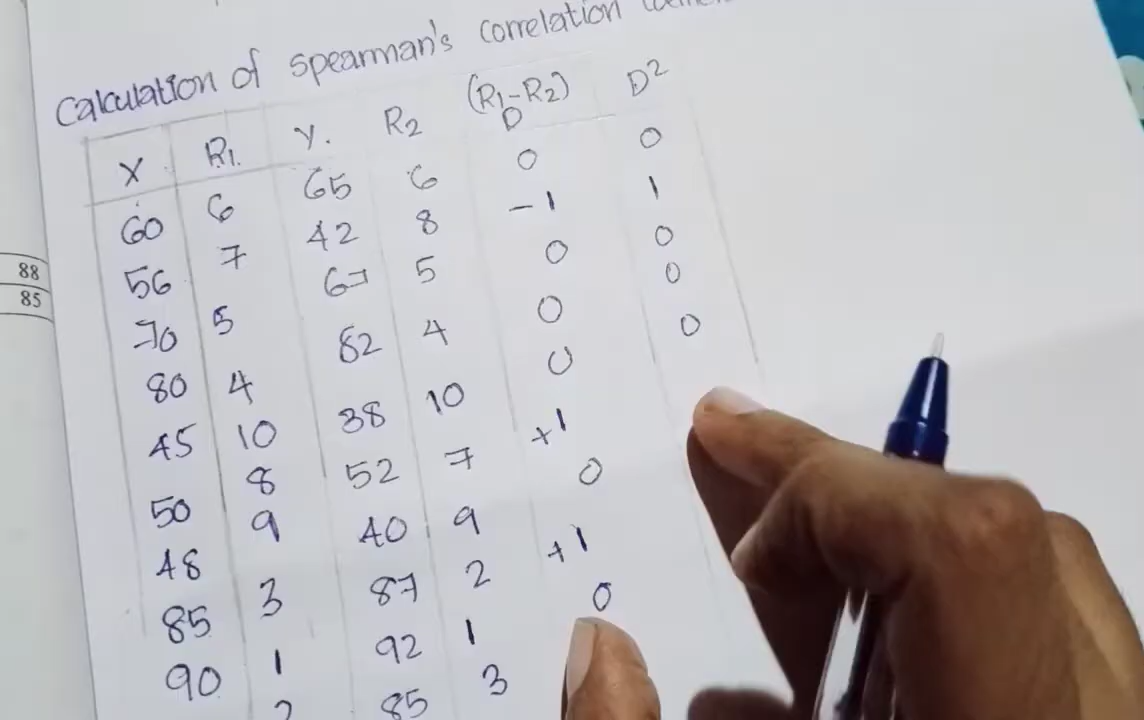 Calculation of Spearman's correlation
X R₁. Y. R₂ (R₁-R₂) D D²
60 6 65 6 0 0
56 7 42 8 -1 1
70 5 67 5 0 0
80 4 82 4 0 0
45 10 38 10 0 0
50 8 52 7 +1
48 9 40 9 0
85 3 87 2 +1
90 1 92 1 0
85 3
88
85